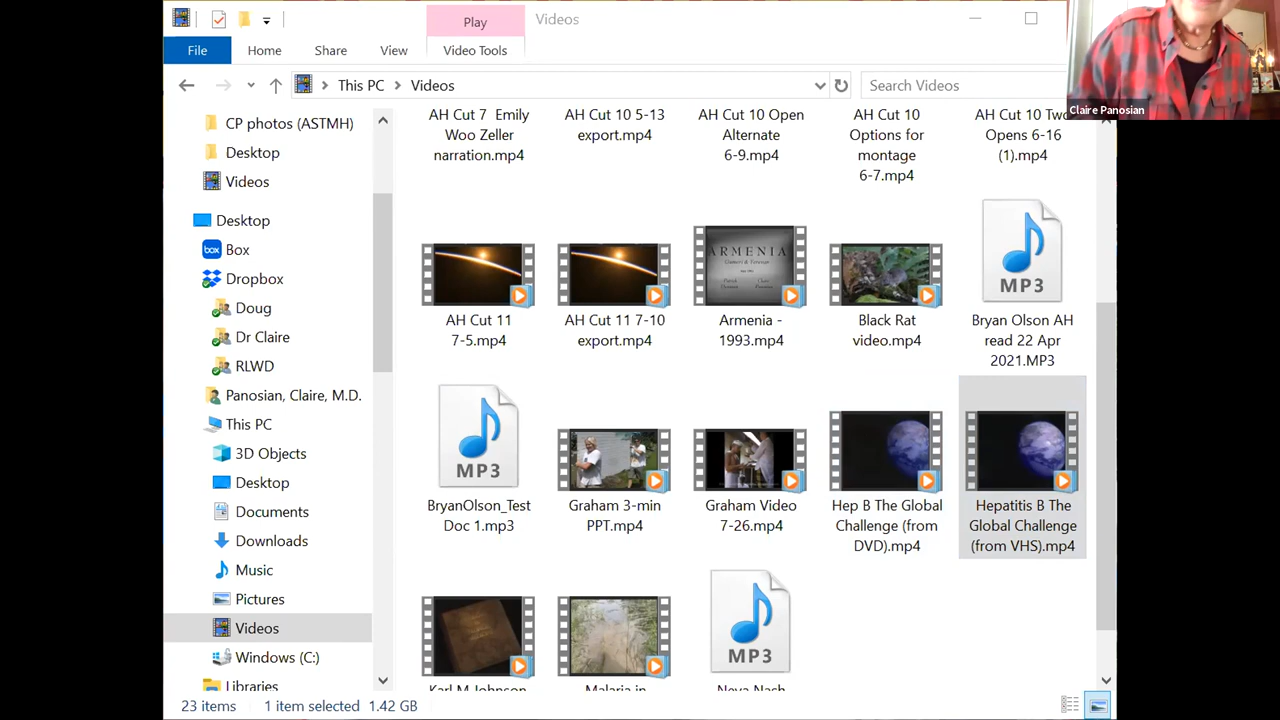 Play
Videos
File
Home
Share
View
Video Tools
This PC
Videos
Search Videos
Claire Panosian
CP photos (ASTMH)
Desktop
Videos
Desktop
box
Box
Dropbox
Doug
Dr Claire
RLWD
Panosian, Claire, M.D.
This PC
3D Objects
Desktop
Documents
Downloads
Music
Pictures
Videos
Windows (C:)
Libraries
AH Cut 7 Emily
Woo Zeller
narration.mp4
AH Cut 10 5-13
export.mp4
AH Cut 10 Open
Alternate
6-9.mp4
AH Cut 10
Options for
montage
6-7.mp4
AH Cut 10 Two
Opens 6-16
(1).mp4
ARMENIA
MP3
AH Cut 11
7-5.mp4
AH Cut 11 7-10
export.mp4
Armenia -
1993.mp4
Black Rat
video.mp4
Bryan Olson AH
read 22 Apr
2021.MP3
MP3
BryanOlson_Test
Doc 1.mp3
Graham 3-min
PPT.mp4
Graham Video
7-26.mp4
Hep B The Global
Challenge (from
DVD).mp4
Hepatitis B The
Global Challenge
(from VHS).mp4
MP3
Karl M Johnson
Malaria in
Neva Nash
23 items
1 item selected 1.42 GB